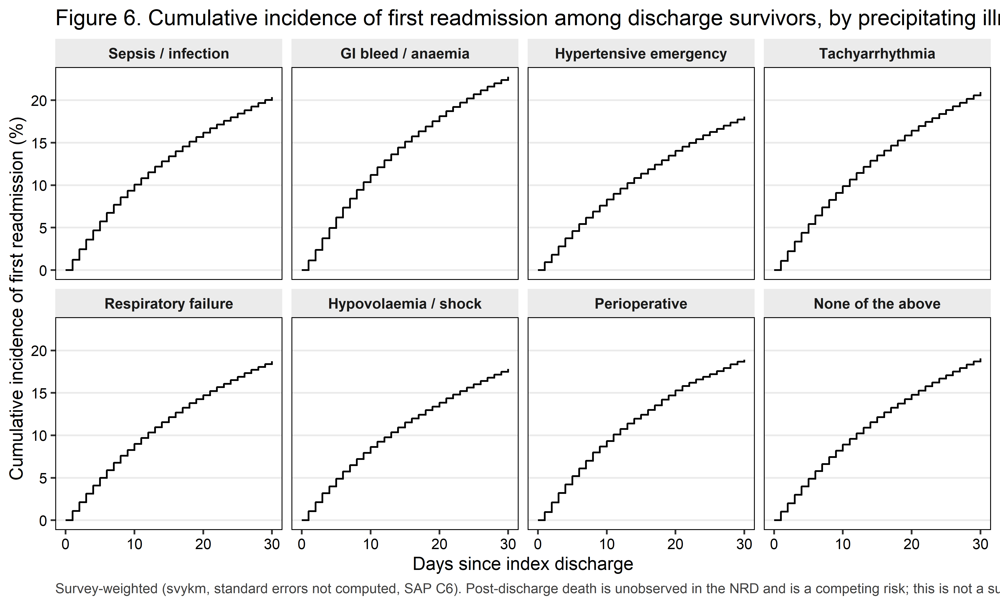 Figure 6. Cumulative incidence of first readmission among discharge survivors, by precipitating
Sepsis / infection
GI bleed / anaemia
Hypertensive emergency
Tachyarrhythmia
Cumulative incidence of first readmission (%)
20
15
10
5
0
Respiratory failure
Hypovolaemia / shock
Perioperative
None of the above
20
15
10
5
0
0 10 20 30
0 10 20 30
0 10 20 30
0 10 20 30
Days since index discharge
Survey-weighted (svykm, standard errors not computed, SAP C6). Post-discharge death is unobserved in the NRD and is a competing risk; this is not a